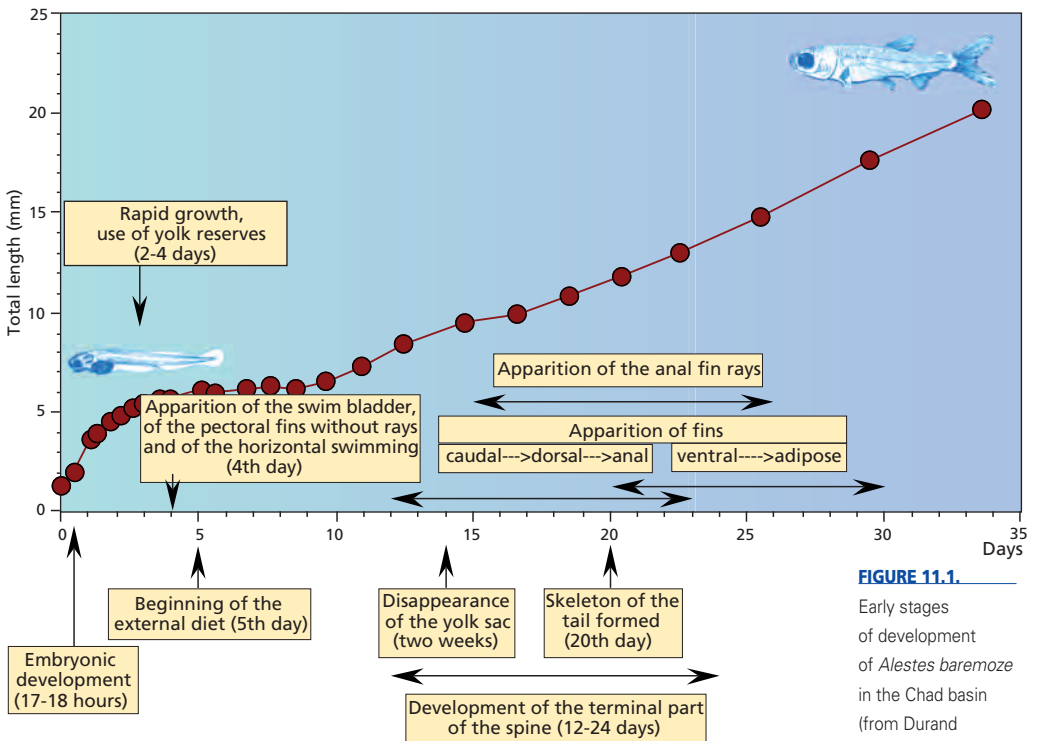 25
20
15
10
5
0
Total length (mm)
Rapid growth,
use of yolk reserves
(2-4 days)
Apparition of the swim bladder,
of the pectoral fins without rays
and of the horizontal swimming
(4th day)
Apparition of the anal fin rays
Apparition of fins
caudal--->dorsal--->anal
ventral---->adipose
0 5 10 15 20 25 30 35
Days
Embryonic
development
(17-18 hours)
Beginning of the
external diet (5th day)
Disappearance
of the yolk sac
(two weeks)
Skeleton of the
tail formed
(20th day)
Development of the terminal part
of the spine (12-24 days)
FIGURE 11.1.
Early stages
of development
of Alestes baremoze
in the Chad basin
(from Durand